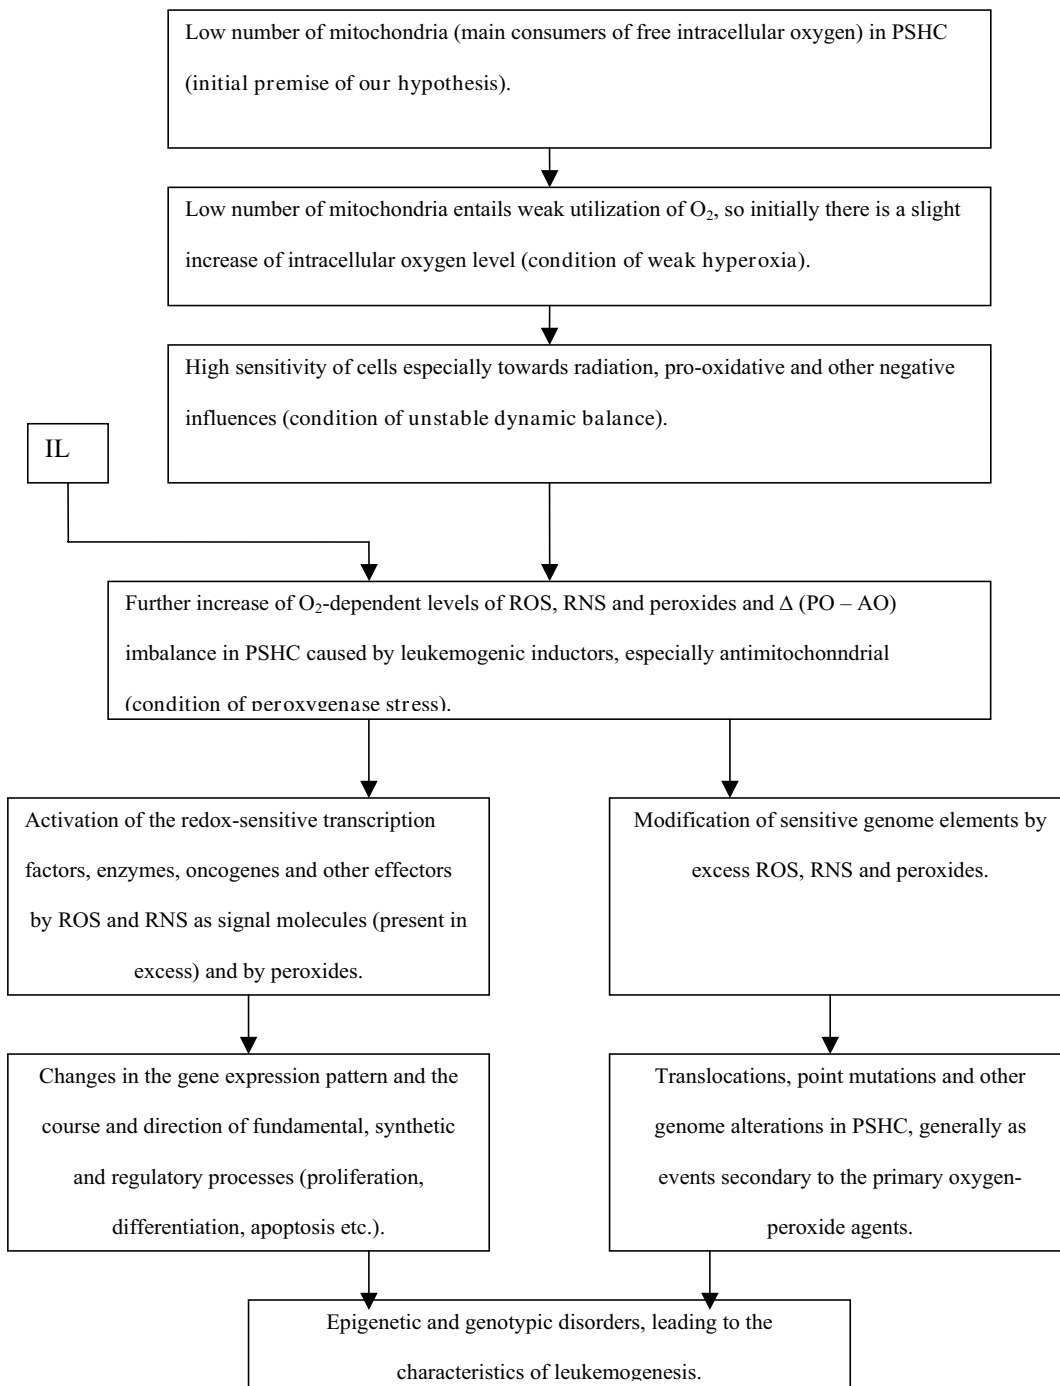 Low number of mitochondria (main consumers of free intracellular oxygen) in PSHC
(initial premise of our hypothesis).
Low number of mitochondria entails weak utilization of O₂, so initially there is a slight
increase of intracellular oxygen level (condition of weak hyperoxia).
High sensitivity of cells especially towards radiation, pro-oxidative and other negative
influences (condition of unstable dynamic balance).
IL
Further increase of O₂-dependent levels of ROS, RNS and peroxides and Δ (PO – AO)
imbalance in PSHC caused by leukemogenic inductors, especially antimitochonndrial
(condition of peroxygenase stress).
Activation of the redox-sensitive transcription
factors, enzymes, oncogenes and other effectors
by ROS and RNS as signal molecules (present in
excess) and by peroxides.
Modification of sensitive genome elements by
excess ROS, RNS and peroxides.
Changes in the gene expression pattern and the
course and direction of fundamental, synthetic
and regulatory processes (proliferation,
differentiation, apoptosis etc.).
Translocations, point mutations and other
genome alterations in PSHC, generally as
events secondary to the primary oxygen-
peroxide agents.
Epigenetic and genotypic disorders, leading to the
characteristics of leukemogenesis.